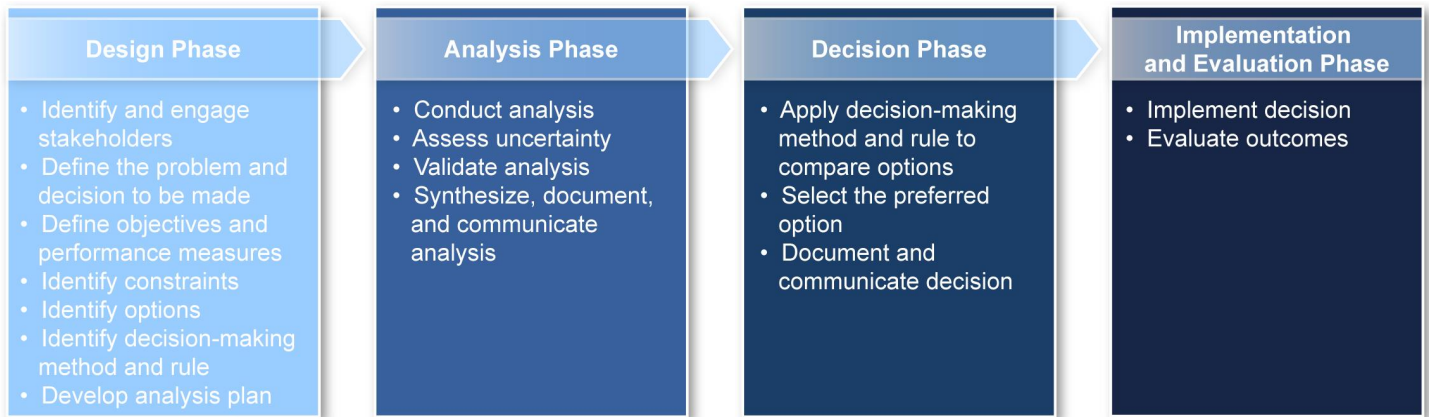 Design Phase
• Identify and engage
stakeholders
• Define the problem and
decision to be made
• Define objectives and
performance measures
• Identify constraints
• Identify options
• Identify decision-making
method and rule
• Develop analysis plan
Analysis Phase
• Conduct analysis
• Assess uncertainty
• Validate analysis
• Synthesize, document,
and communicate
analysis
Decision Phase
• Apply decision-making
method and rule to
compare options
• Select the preferred
option
• Document and
communicate decision
Implementation
and Evaluation Phase
• Implement decision
• Evaluate outcomes